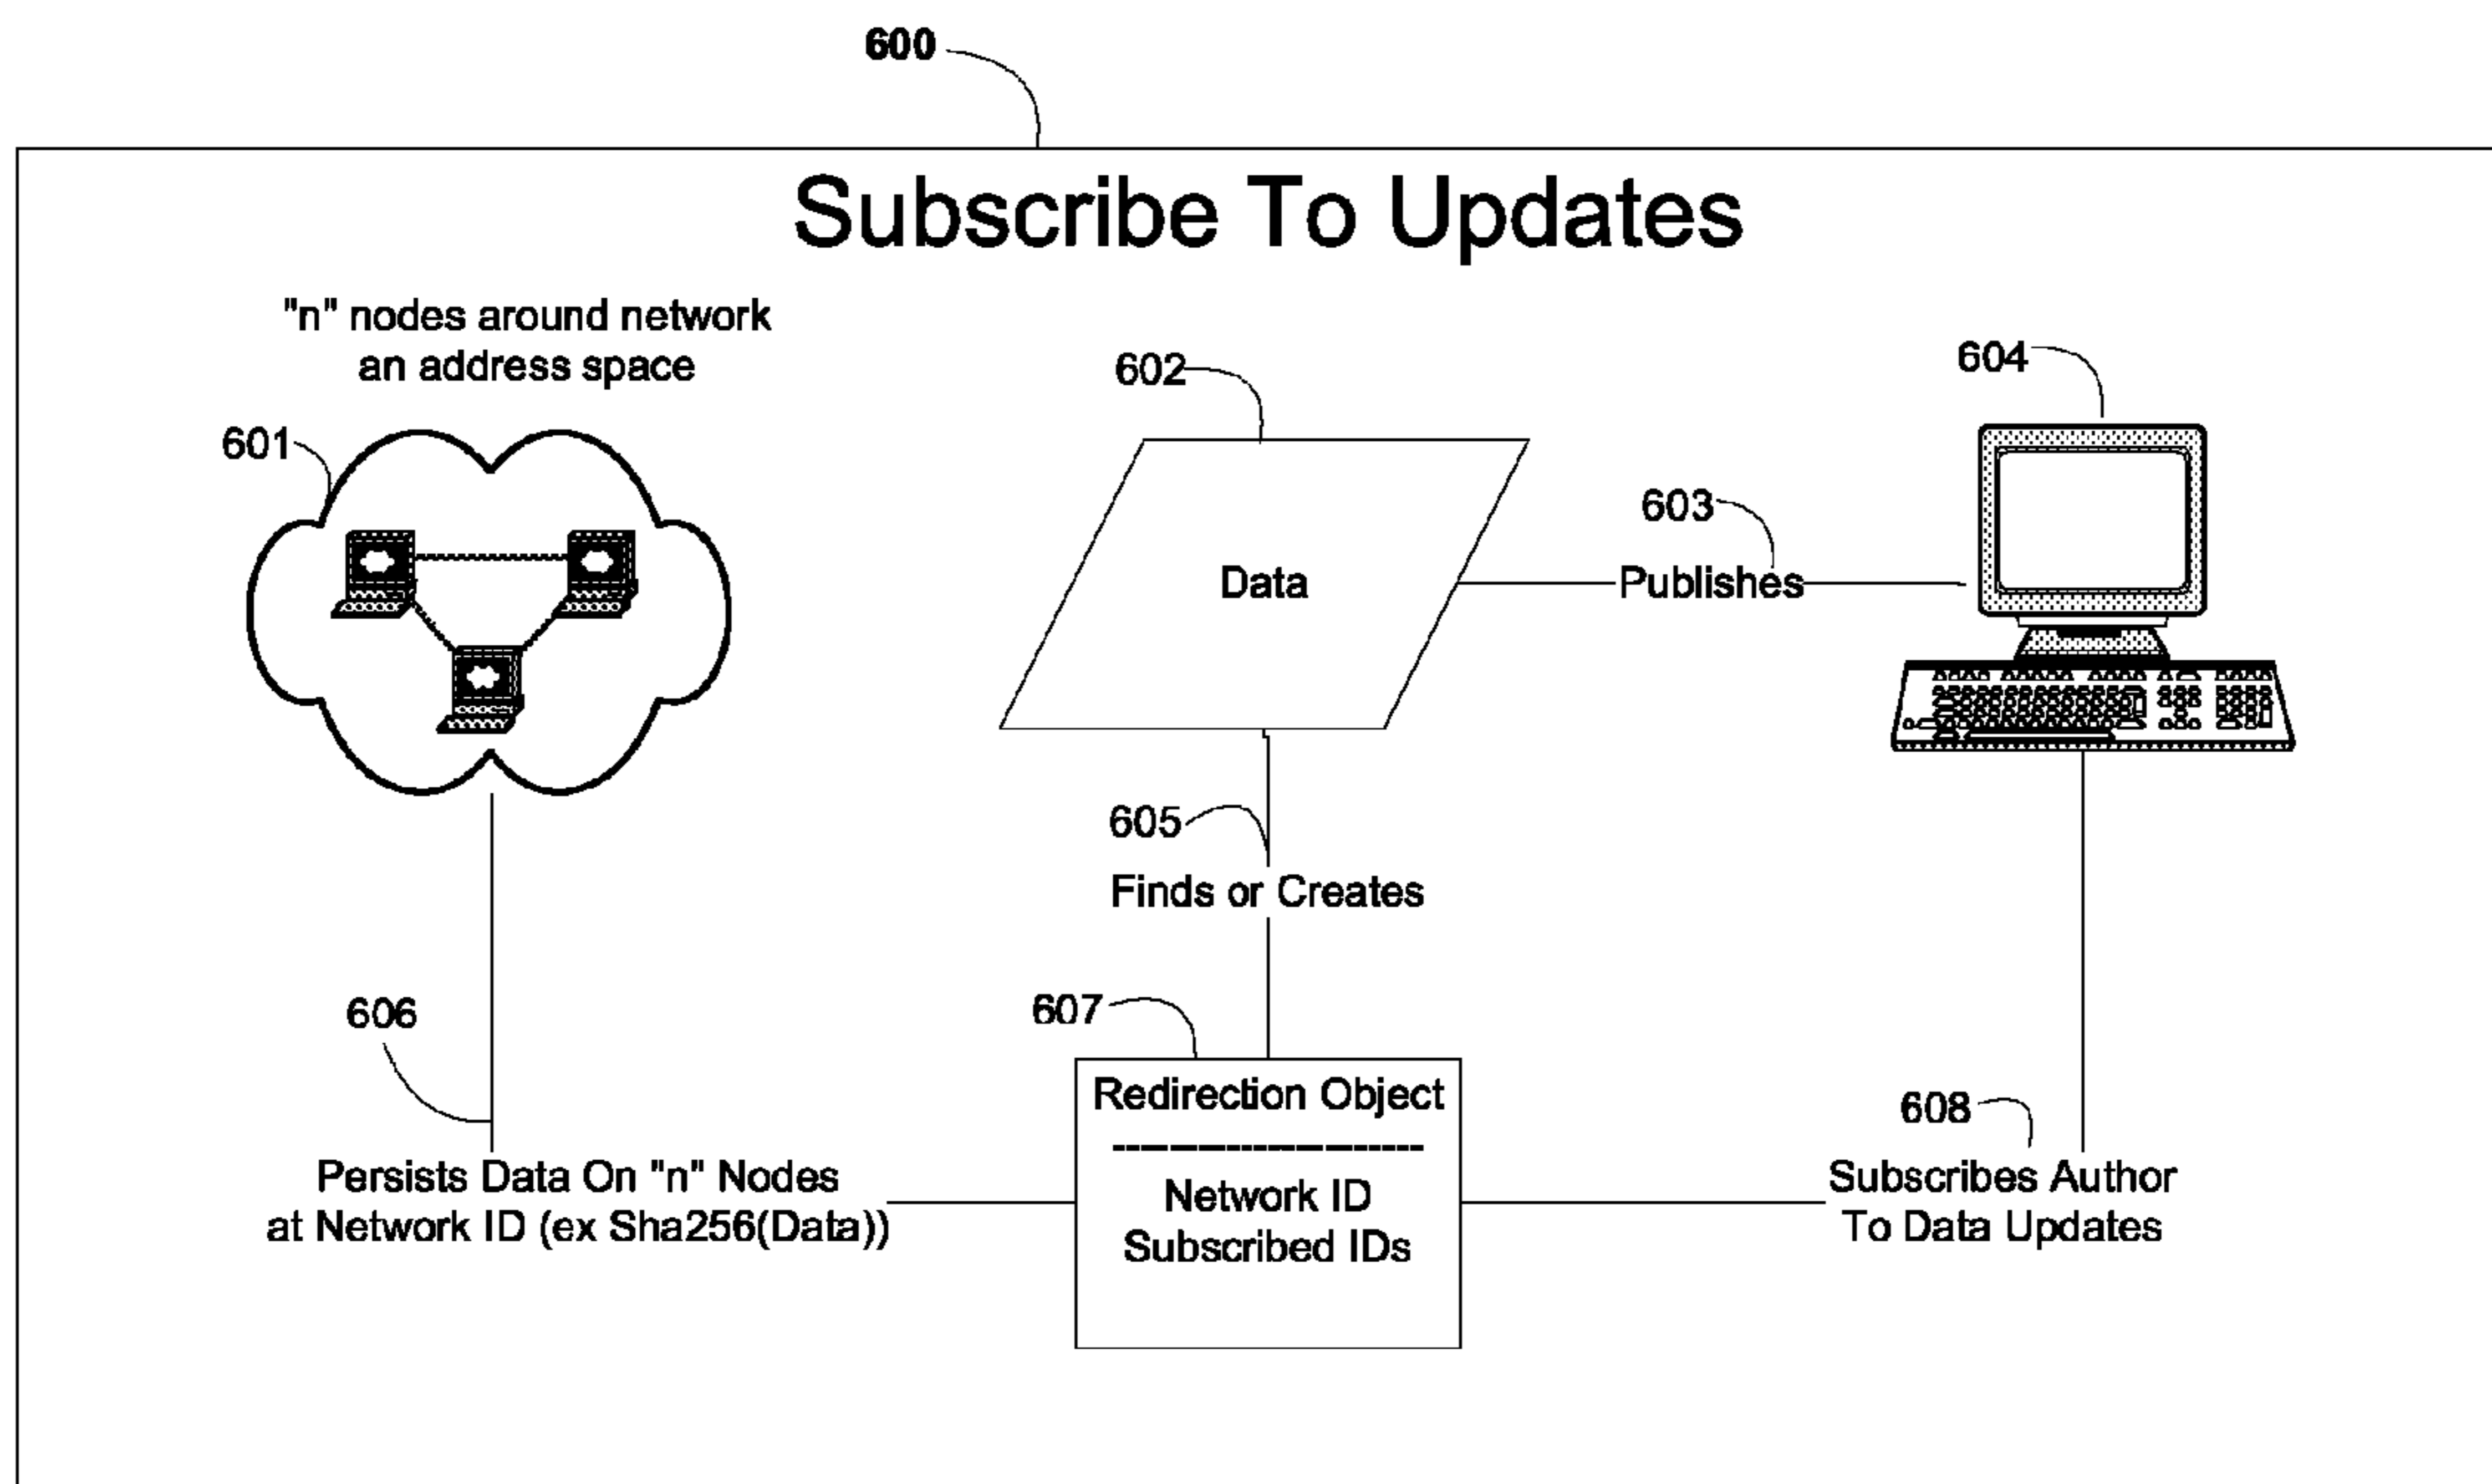 600
Subscribe To Updates
"n" nodes around network
an address space
601
602
604
603
Data
Publishes
605
Finds or Creates
606
607
Redirection Object
--------------------
Network ID
Subscribed IDs
608
Persists Data On "n" Nodes
at Network ID (ex Sha256(Data))
Subscribes Author
To Data Updates